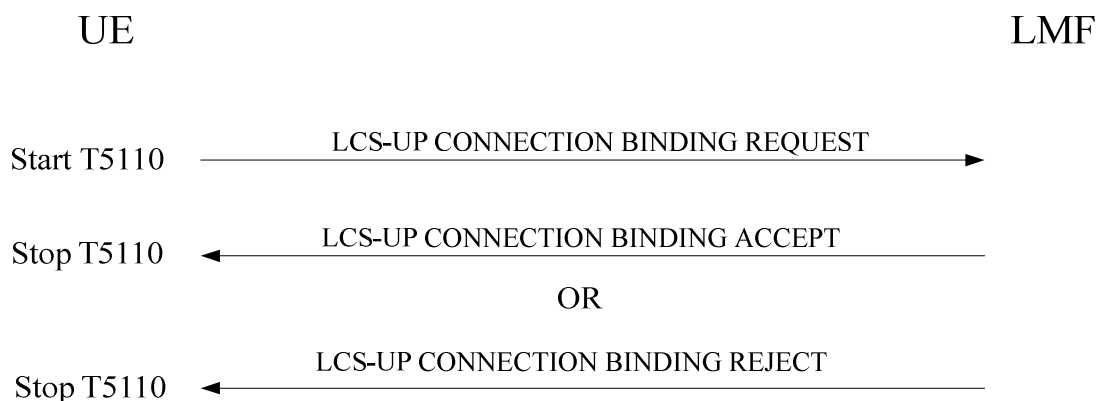 UE
LMF
LCS-UP CONNECTION BINDING REQUEST
Start T5110
LCS-UP CONNECTION BINDING ACCEPT
Stop T5110
OR
LCS-UP CONNECTION BINDING REJECT
Stop T5110